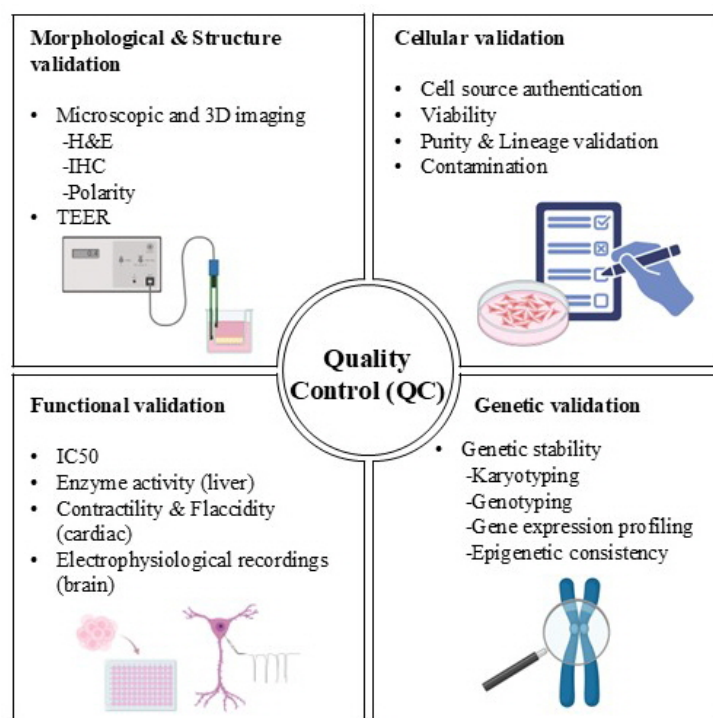 Morphological & Structure
validation
• Microscopic and 3D imaging
-H&E
-IHC
-Polarity
• TEER
Cellular validation
• Cell source authentication
• Viability
• Purity & Lineage validation
• Contamination
Quality
Control (QC)
Functional validation
• IC50
• Enzyme activity (liver)
• Contractility & Flaccidity
(cardiac)
• Electrophysiological recordings
(brain)
Genetic validation
• Genetic stability
-Karyotyping
-Genotyping
-Gene expression profiling
-Epigenetic consistency